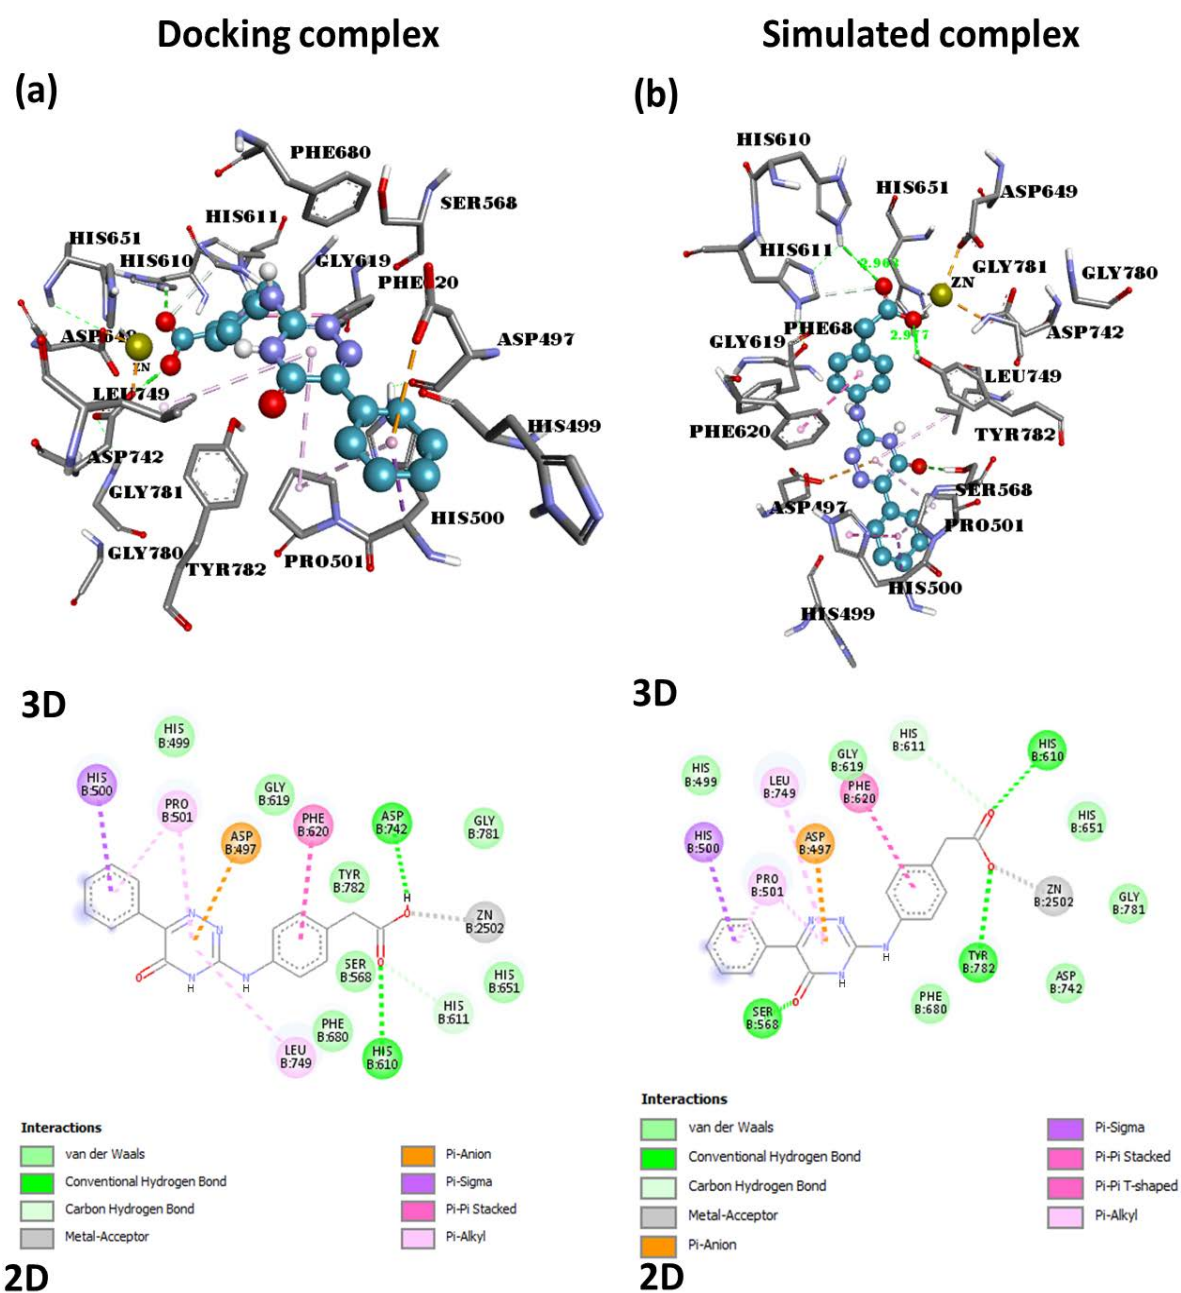 Docking complex
Simulated complex
(a)
PHE680
SER568
HIS611
HIS651
HIS610
GLY619
PHE620
ASP649
ZN
ASP497
LEU749
HIS499
ASP742
GLY781
HIS500
GLY780
TYR782
PRO501
(b)
HIS610
HIS651
ASP649
HIS611
GLY781
GLY780
ZN
PHE680
ASP742
GLY619
LEU749
PHE620
TYR782
SER568
ASP497
PRO501
HIS500
HIS499
3D
HIS
B:499
HIS
B:500
PRO
B:501
GLY
B:619
ASP
B:497
PHE
B:620
ASP
B:742
GLY
B:781
TYR
B:782
H
O
ZN
B:2502
N
N
O
N
H
N
H
SER
B:568
O
HIS
B:651
HIS
B:611
PHE
B:680
LEU
B:749
HIS
B:610
Interactions
van der Waals
Conventional Hydrogen Bond
Carbon Hydrogen Bond
Metal-Acceptor
Pi-Anion
Pi-Sigma
Pi-Pi Stacked
Pi-Alkyl
2D
3D
HIS
B:611
HIS
B:610
HIS
B:499
LEU
B:749
GLY
B:619
PHE
B:620
HIS
B:651
HIS
B:500
ASP
B:497
PRO
B:501
O
O
ZN
B:2502
GLY
B:781
N
N
N
H
N
H
O
TYR
B:782
ASP
B:742
SER
B:568
PHE
B:680
Interactions
van der Waals
Conventional Hydrogen Bond
Carbon Hydrogen Bond
Metal-Acceptor
Pi-Anion
Pi-Sigma
Pi-Pi Stacked
Pi-Pi T-shaped
Pi-Alkyl
2D